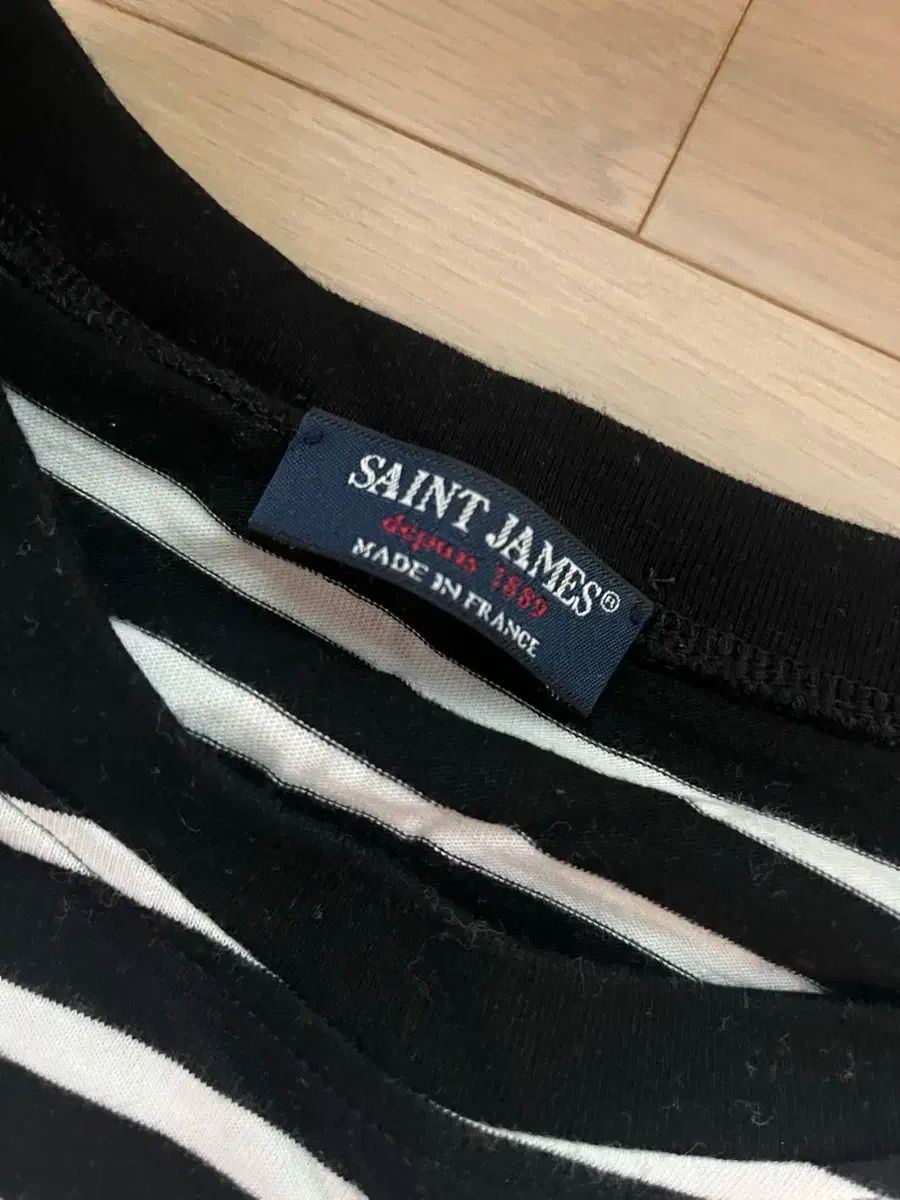 SAINT JAMES®
depuis 1889
MADE IN FRANCE